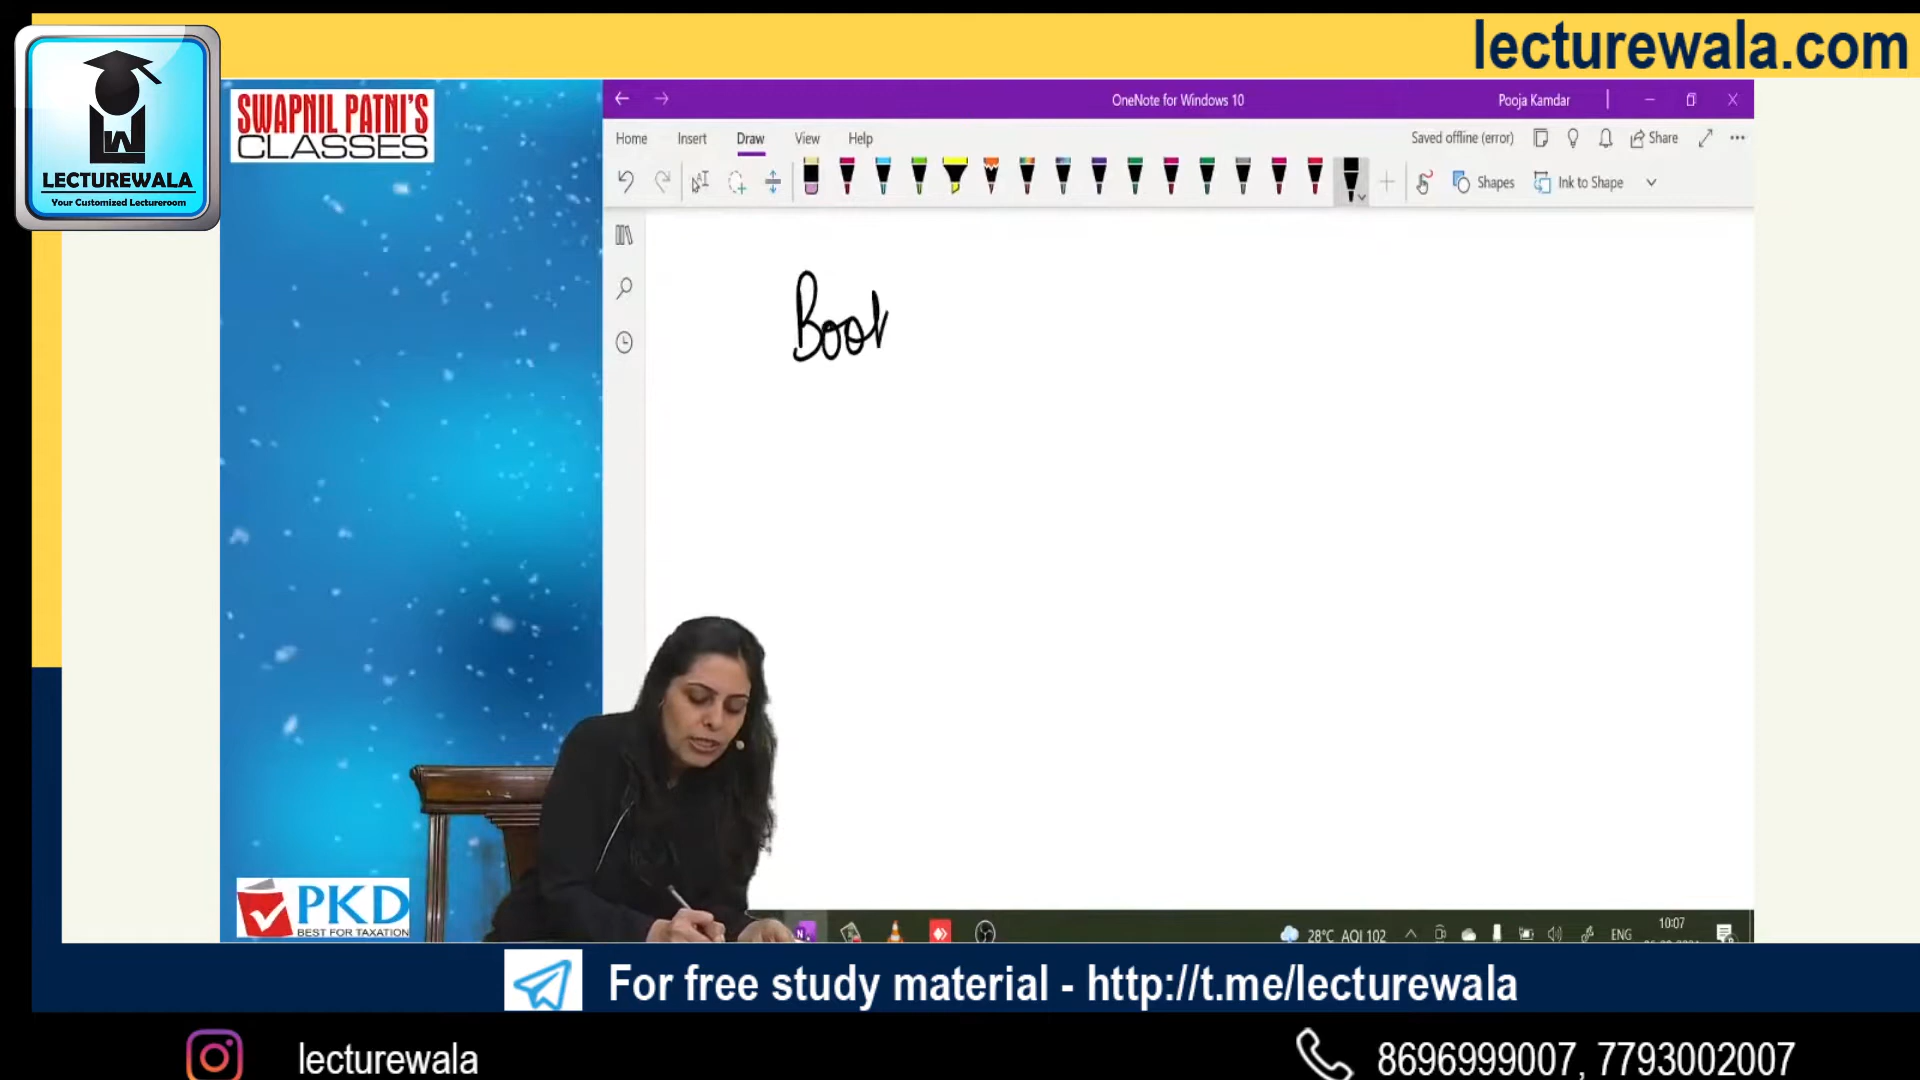 lecturewala.com
LW
LECTUREWALA
Your Customized Lectureroom
SWAPNIL PATNI'S
CLASSES
OneNote for Windows 10
Pooja Kamdar
Home Insert Draw View Help
Saved offline (error)
Share
Shapes
Ink to Shape
Boo
PKD
BEST FOR TAXATION
28°C AQI 102
ENG
10:07
For free study material - http://t.me/lecturewala
lecturewala
8696999007, 7793002007